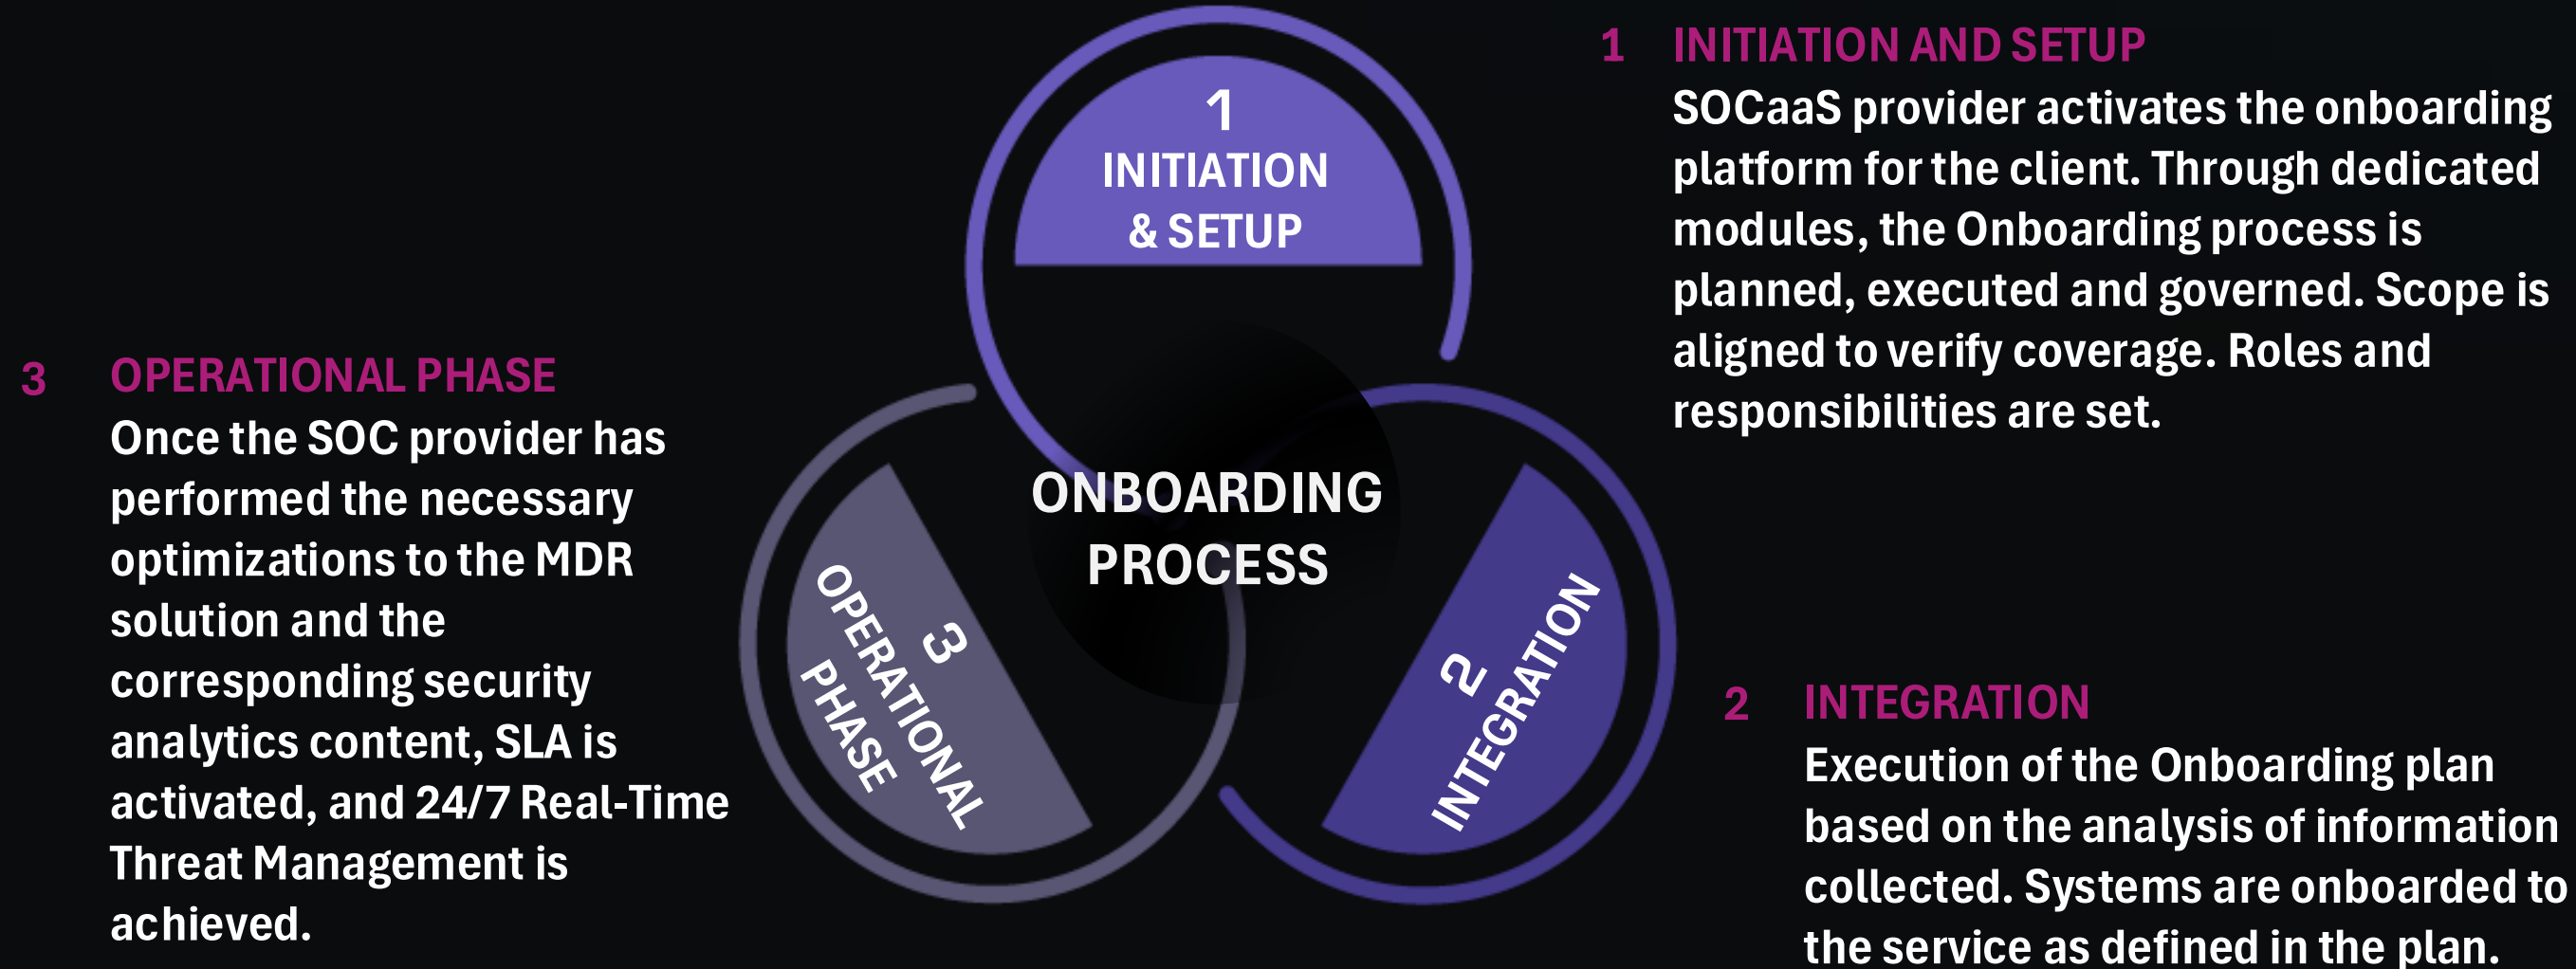 1
INITIATION
& SETUP
ONBOARDING
PROCESS
2
INTEGRATION
3
OPERATIONAL
PHASE
1 INITIATION AND SETUP
SOCaaS provider activates the onboarding
platform for the client. Through dedicated
modules, the Onboarding process is
planned, executed and governed. Scope is
aligned to verify coverage. Roles and
responsibilities are set.
2 INTEGRATION
Execution of the Onboarding plan
based on the analysis of information
collected. Systems are onboarded to
the service as defined in the plan.
3 OPERATIONAL PHASE
Once the SOC provider has
performed the necessary
optimizations to the MDR
solution and the
corresponding security
analytics content, SLA is
activated, and 24/7 Real-Time
Threat Management is
achieved.